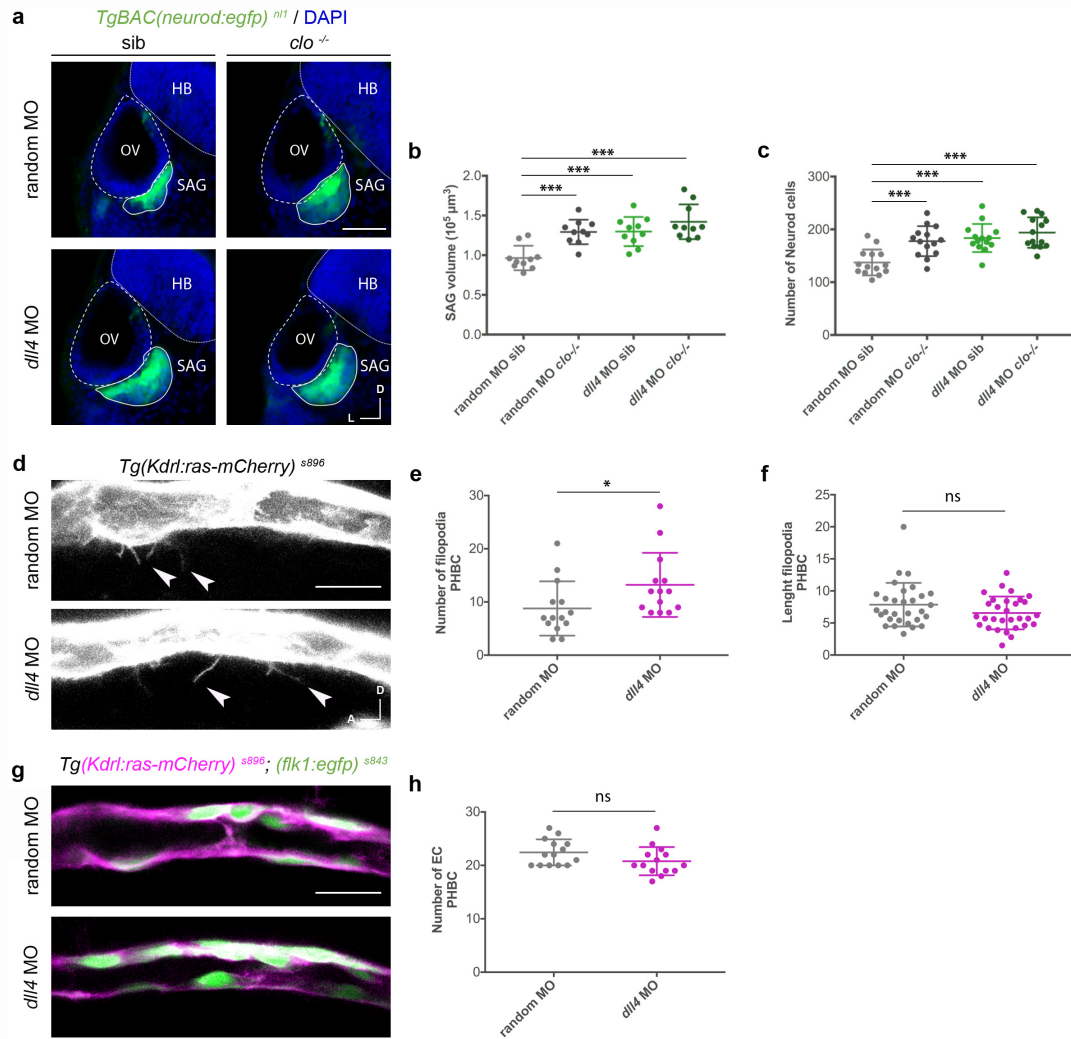 a
TgBAC(neurod:egfp) nl1 / DAPI
sib
clo -/-
random MO
HB
OV
SAG
HB
OV
SAG
dll4 MO
HB
OV
SAG
HB
OV
SAG
D
L
b
SAG volume (10⁵ µm³)
2.0
1.5
1.0
0.5
0.0
***
***
***
random MO sib
random MO clo-/-
dll4 MO sib
dll4 MO clo-/-
c
Number of Neurod cells
300
200
100
0
***
***
***
random MO sib
random MO clo-/-
dll4 MO sib
dll4 MO clo-/-
d
Tg(Kdrl:ras-mCherry) s896
random MO
dll4 MO
D
A
e
Number of filopodia
PHBC
30
20
10
0
*
random MO
dll4 MO
f
Lenght filopodia
PHBC
25
20
15
10
5
0
ns
random MO
dll4 MO
g
Tg(Kdrl:ras-mCherry) s896; (flk1:egfp) s843
random MO
dll4 MO
h
Number of EC
PHBC
30
20
10
0
ns
random MO
dll4 MO